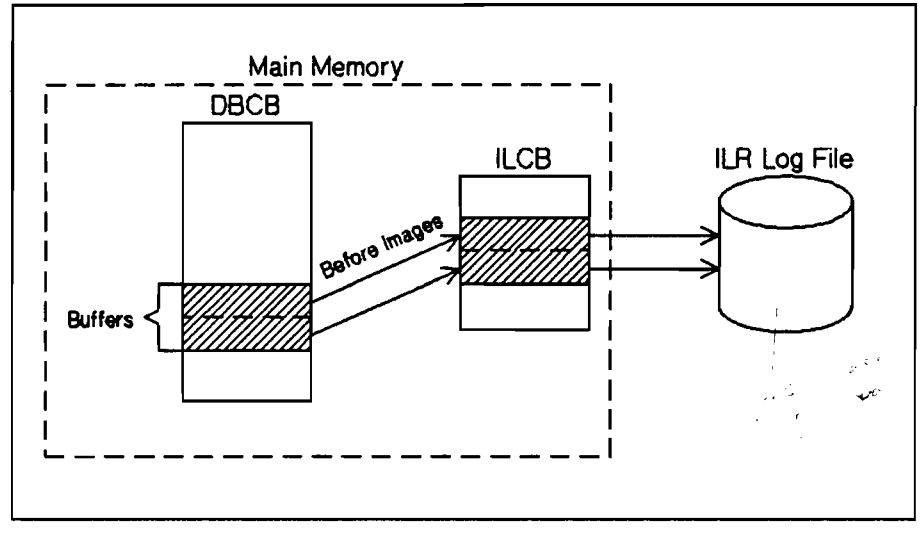 Main Memory
DBCB
ILCB
ILR Log File
Before Images
Buffers